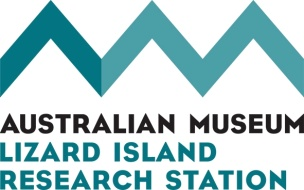 AUSTRALIAN MUSEUM
LIZARD ISLAND
RESEARCH STATION